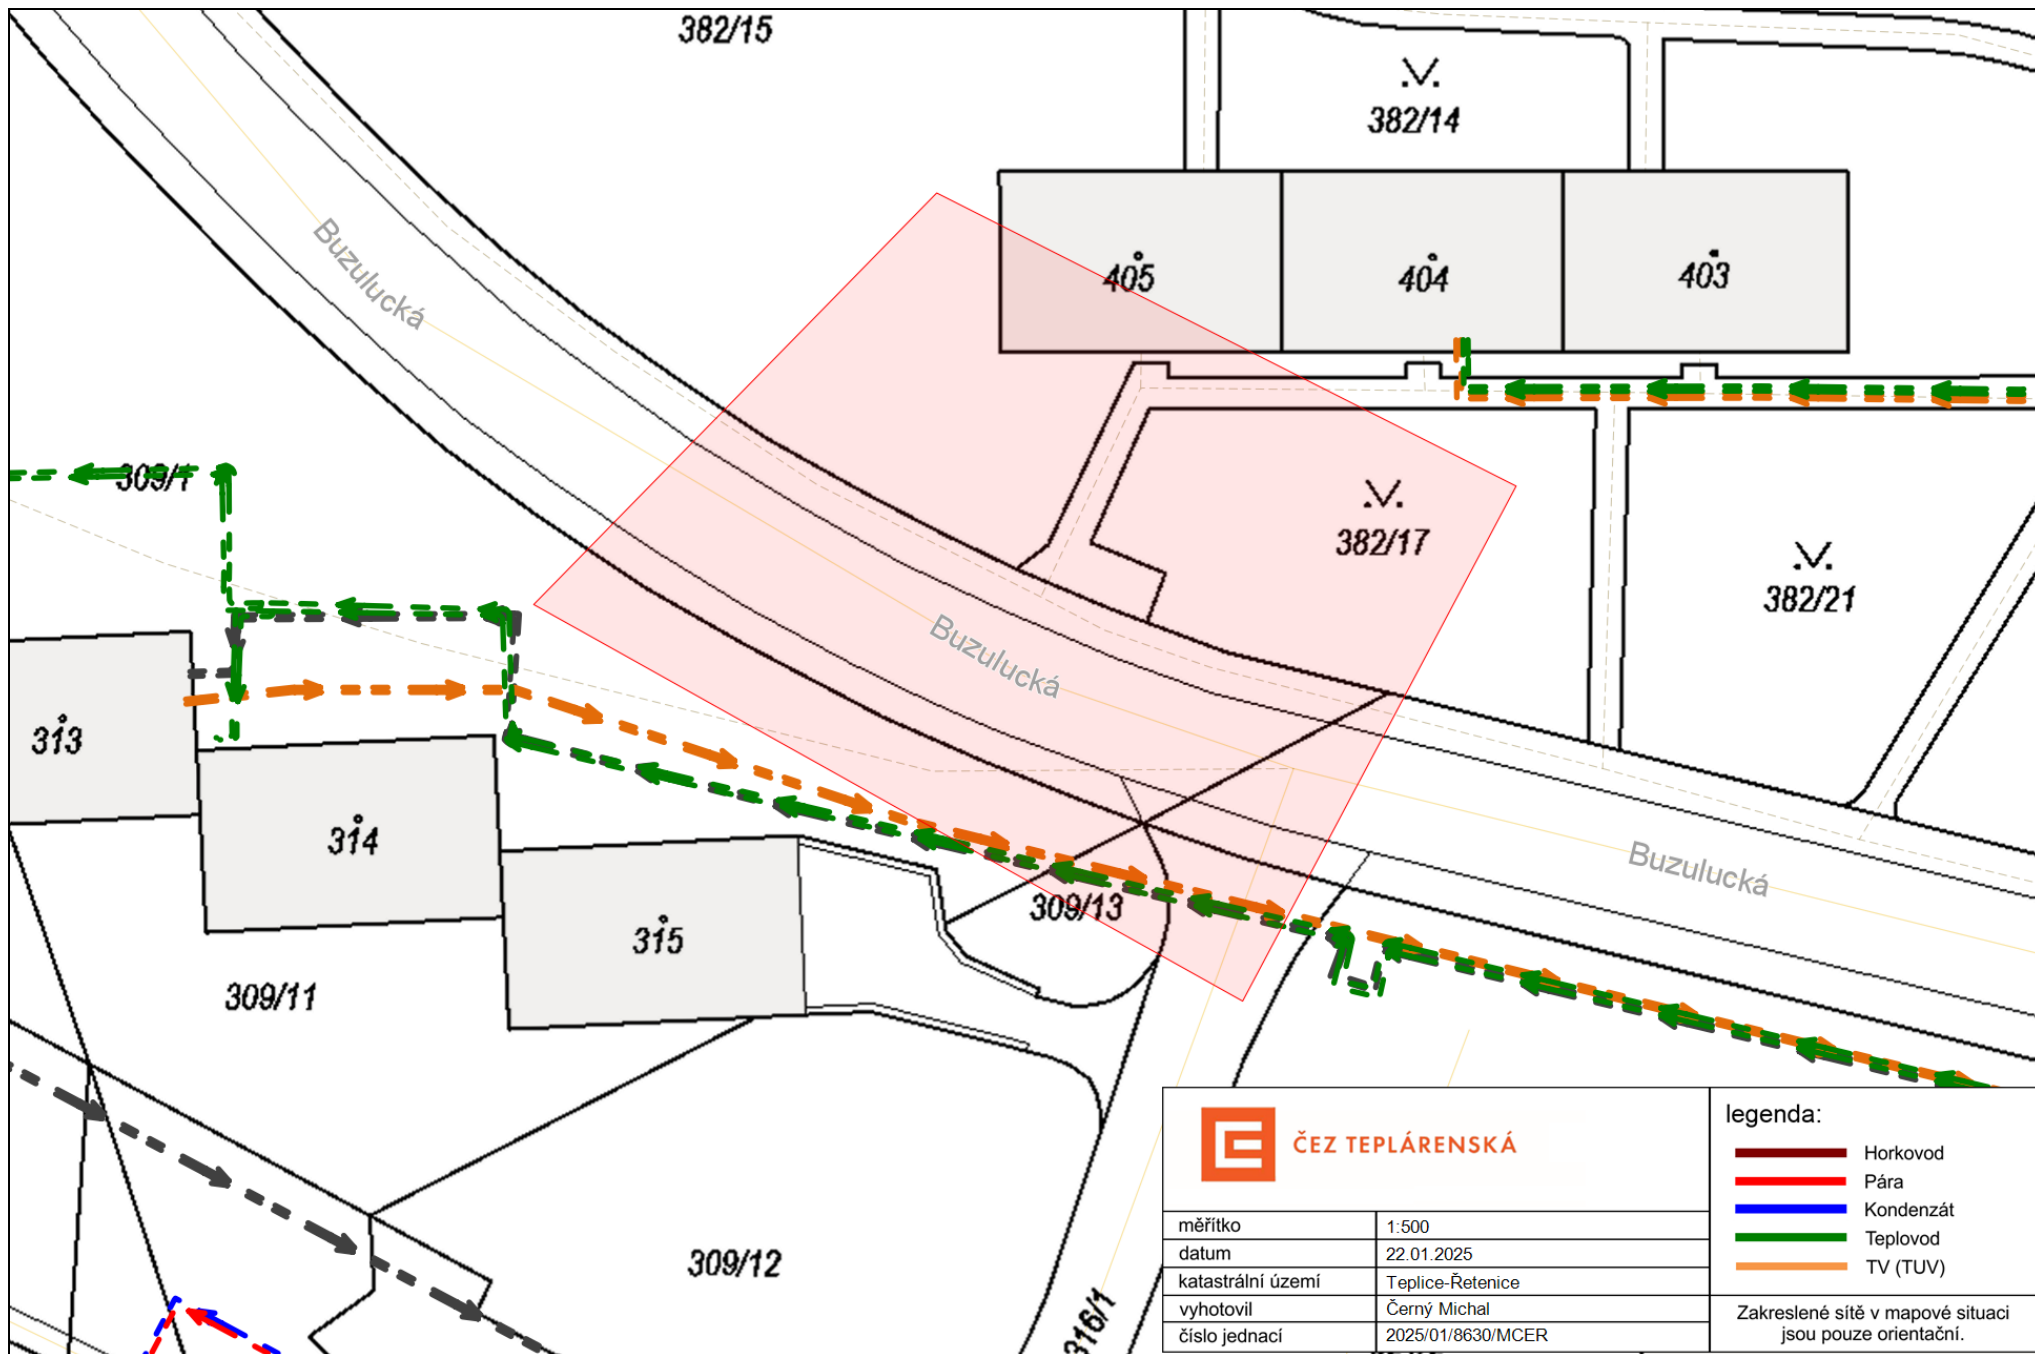 382/15
382/14
405
404
403
Buzulucká
309/1
382/17
382/21
Buzulucká
313
314
315
309/13
Buzulucká
309/11
309/12
316/1
ČEZ TEPLÁRENSKÁ
měřítko 1:500
datum 22.01.2025
katastrální území Teplice-Řetenice
vyhotovil Černý Michal
číslo jednací 2025/01/8630/MCER
legenda:
Horkovod
Pára
Kondenzát
Teplovod
TV (TUV)
Zakreslené sítě v mapové situaci
jsou pouze orientační.